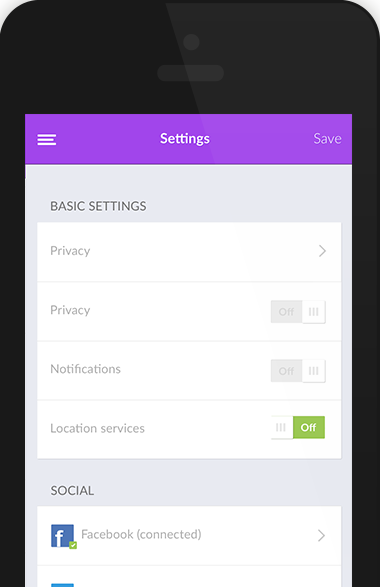 Settings
Save
BASIC SETTINGS
Privacy
Privacy
Off
Notifications
Off
Location services
Off
SOCIAL
f
Facebook (connected)